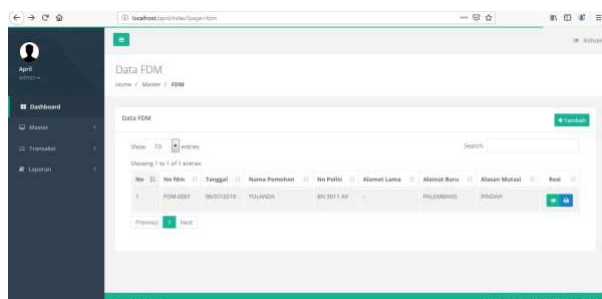 localhost/april/index?page=fdm
Keluar
April
Data FDM
Home / Master / FDM
Dashboard
Master
Transaksi
Laporan
Data FDM
+ Tambah
Show 10 entries
Search:
Showing 1 to 1 of 1 entries
No No fdm Tanggal Nama Pemohon No Polisi Alamat Lama Alamat Baru Alasan Mutasi
1 FDM-0001 06/07/2019 YULANDA BN 5011 AV - PALEMBANG PINDAH
Previous 1 Next